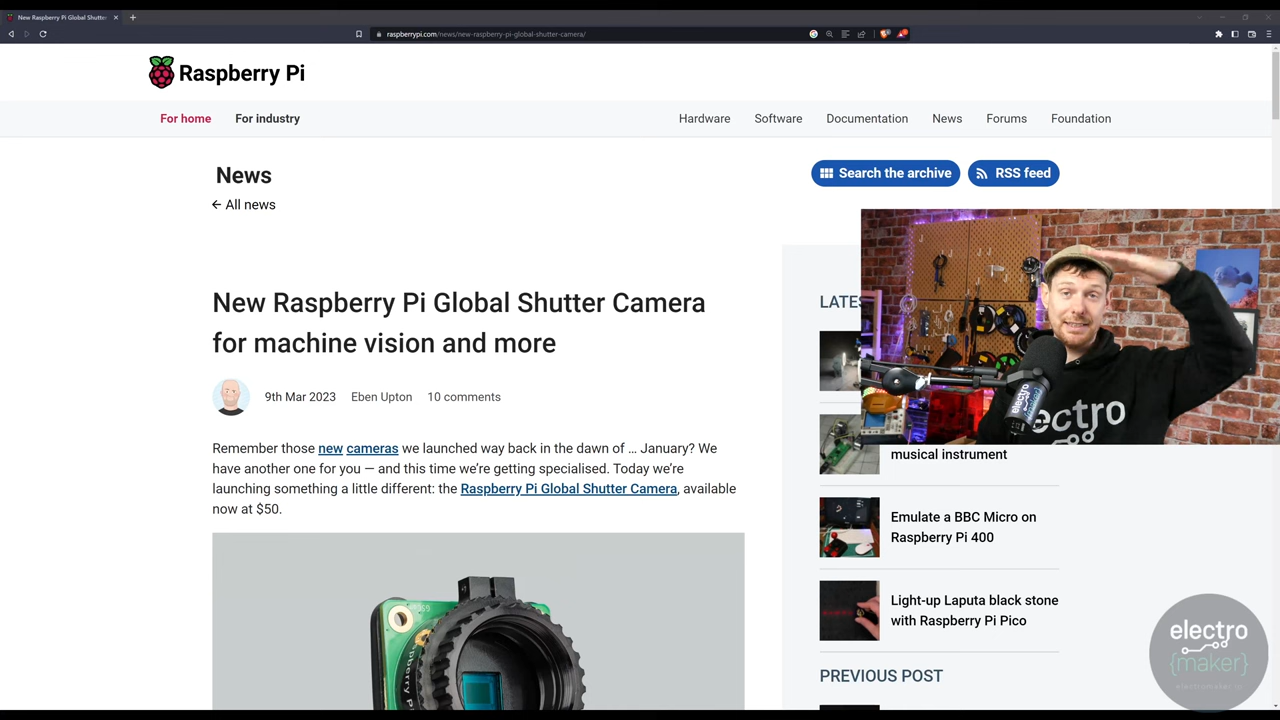 New Raspberry Pi Global Shutter
raspberrypi.com/news/new-raspberry-pi-global-shutter-camera/
Raspberry Pi
For home
For industry
Hardware
Software
Documentation
News
Forums
Foundation
News
Search the archive
RSS feed
← All news
New Raspberry Pi Global Shutter Camera
for machine vision and more
9th Mar 2023
Eben Upton
10 comments
Remember those new cameras we launched way back in the dawn of … January? We
have another one for you — and this time we're getting specialised. Today we're
launching something a little different: the Raspberry Pi Global Shutter Camera, available
now at $50.
LATES
musical instrument
Emulate a BBC Micro on
Raspberry Pi 400
Light-up Laputa black stone
with Raspberry Pi Pico
PREVIOUS POST
electro
electro
electro
{maker}